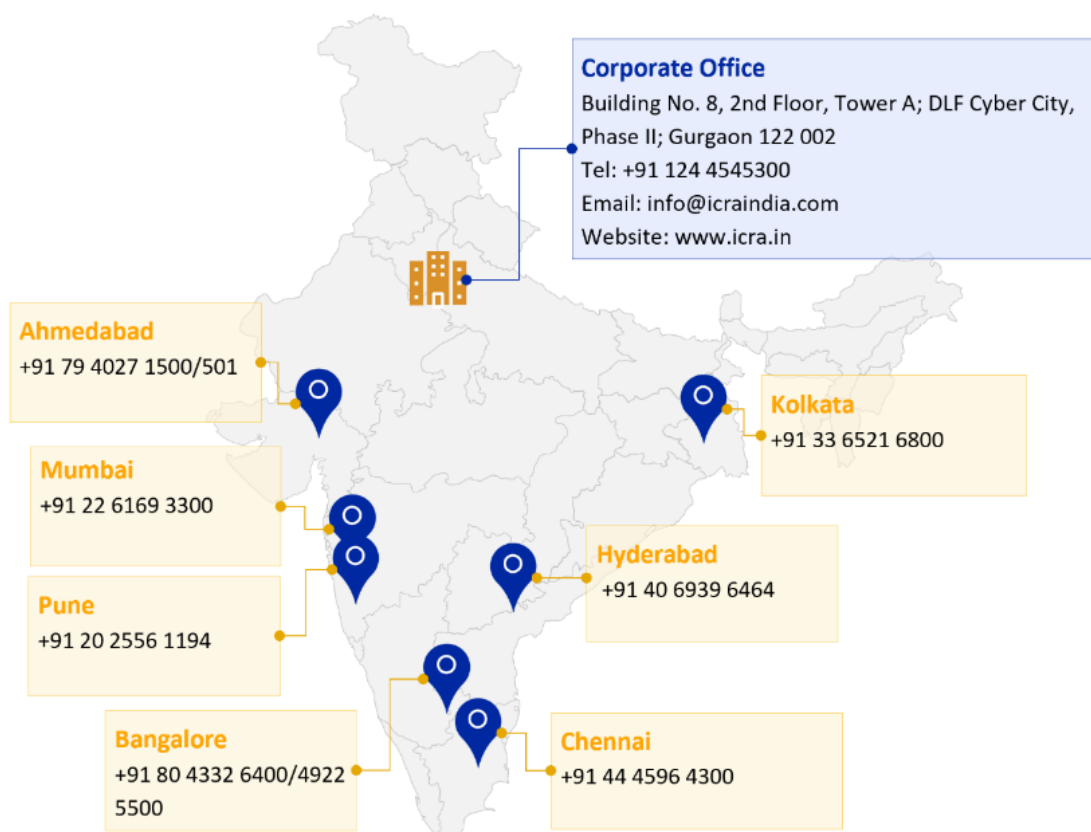 Corporate Office
Building No. 8, 2nd Floor, Tower A; DLF Cyber City,
Phase II; Gurgaon 122 002
Tel: +91 124 4545300
Email: info@icraindia.com
Website: www.icra.in
Ahmedabad
+91 79 4027 1500/501
Kolkata
+91 33 6521 6800
Mumbai
+91 22 6169 3300
Hyderabad
+91 40 6939 6464
Pune
+91 20 2556 1194
Bangalore
+91 80 4332 6400/4922
5500
Chennai
+91 44 4596 4300